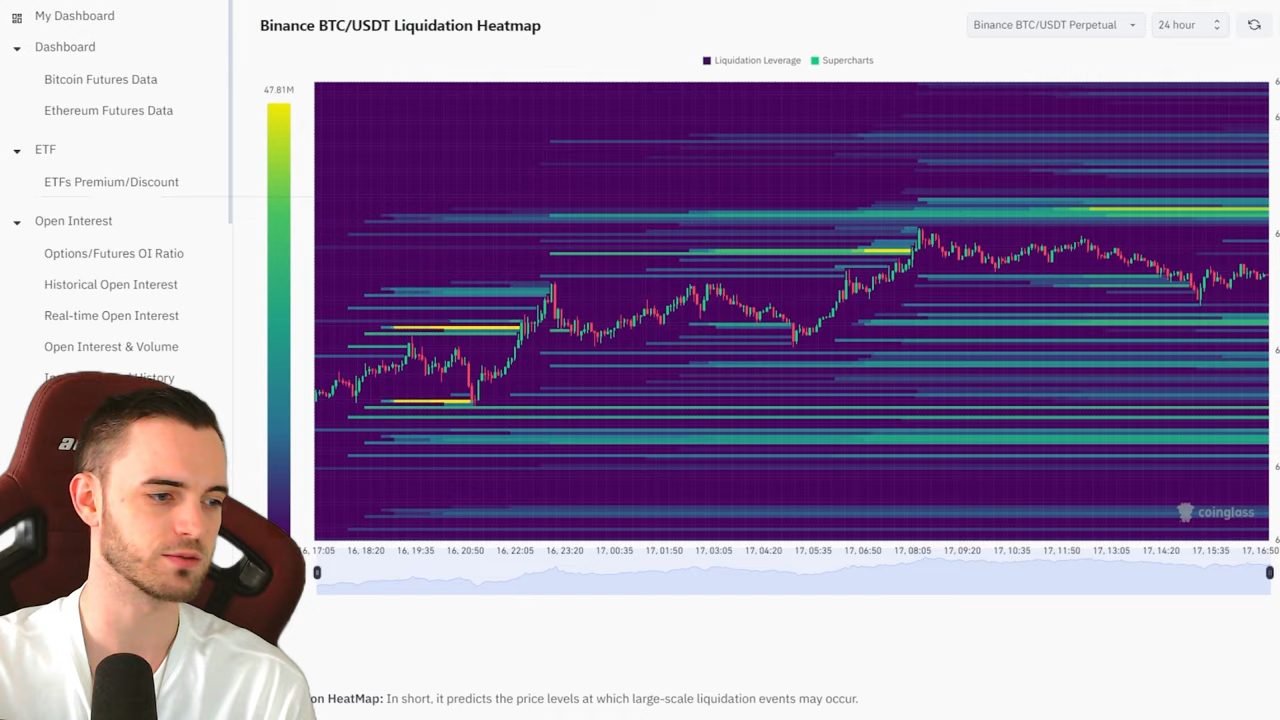 My Dashboard
Dashboard
Bitcoin Futures Data
Ethereum Futures Data
ETF
ETFs Premium/Discount
Open Interest
Options/Futures OI Ratio
Historical Open Interest
Real-time Open Interest
Open Interest & Volume
Binance BTC/USDT Liquidation Heatmap
Binance BTC/USDT Perpetual
24 hour
Liquidation Leverage
Supercharts
47.81M
coinglass
16, 17:05 16, 18:20 16, 19:35 16, 20:50 16, 22:05 16, 23:20 17, 00:35 17, 01:50 17, 03:05 17, 04:20 17, 05:35 17, 06:50 17, 08:05 17, 09:20 17, 10:35 17, 11:50 17, 13:05 17, 14:20 17, 15:35 17, 16:50
HeatMap: In short, it predicts the price levels at which large-scale liquidation events may occur.